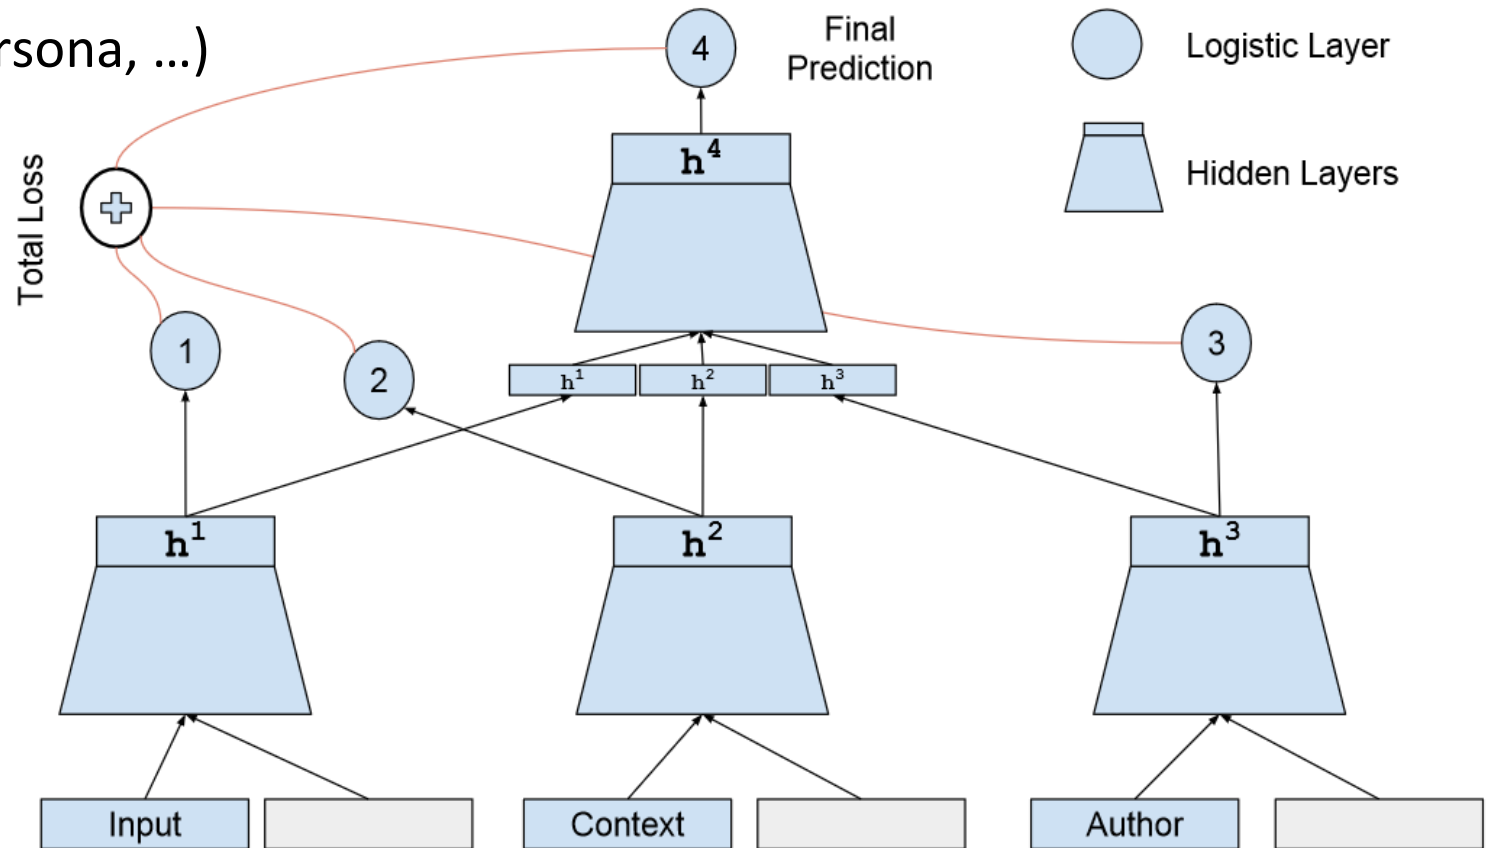 rsona, ...)
4
Final
Prediction
Logistic Layer
h⁴
Hidden Layers
Total Loss
1
2
3
h¹
h²
h³
h¹
h²
h³
Input
Context
Author